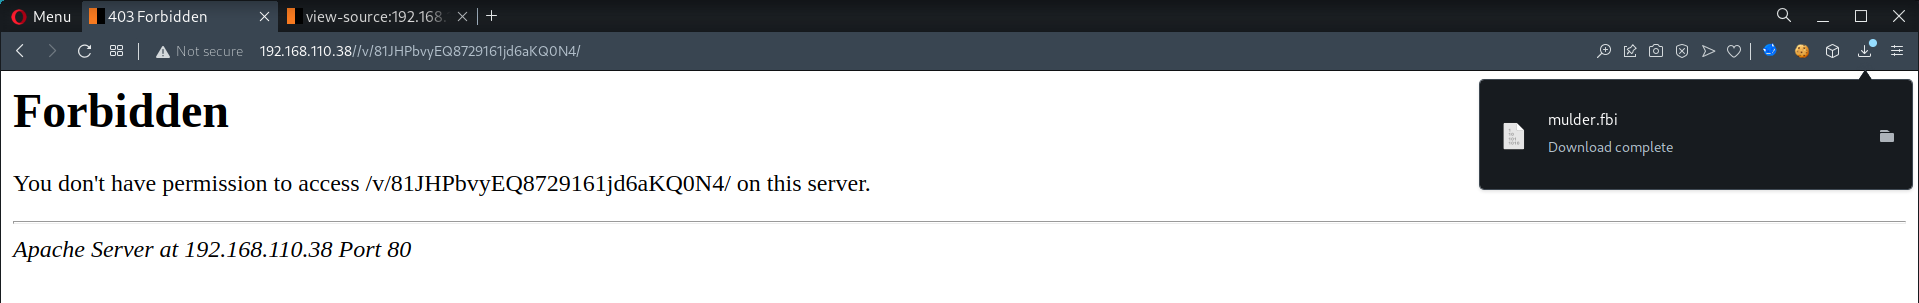 Menu
403 Forbidden
view-source:192.168.
Not secure
192.168.110.38//v/81JHPbvyEQ8729161jd6aKQ0N4/
Forbidden
You don't have permission to access /v/81JHPbvyEQ8729161jd6aKQ0N4/ on this server.
Apache Server at 192.168.110.38 Port 80
mulder.fbi
Download complete